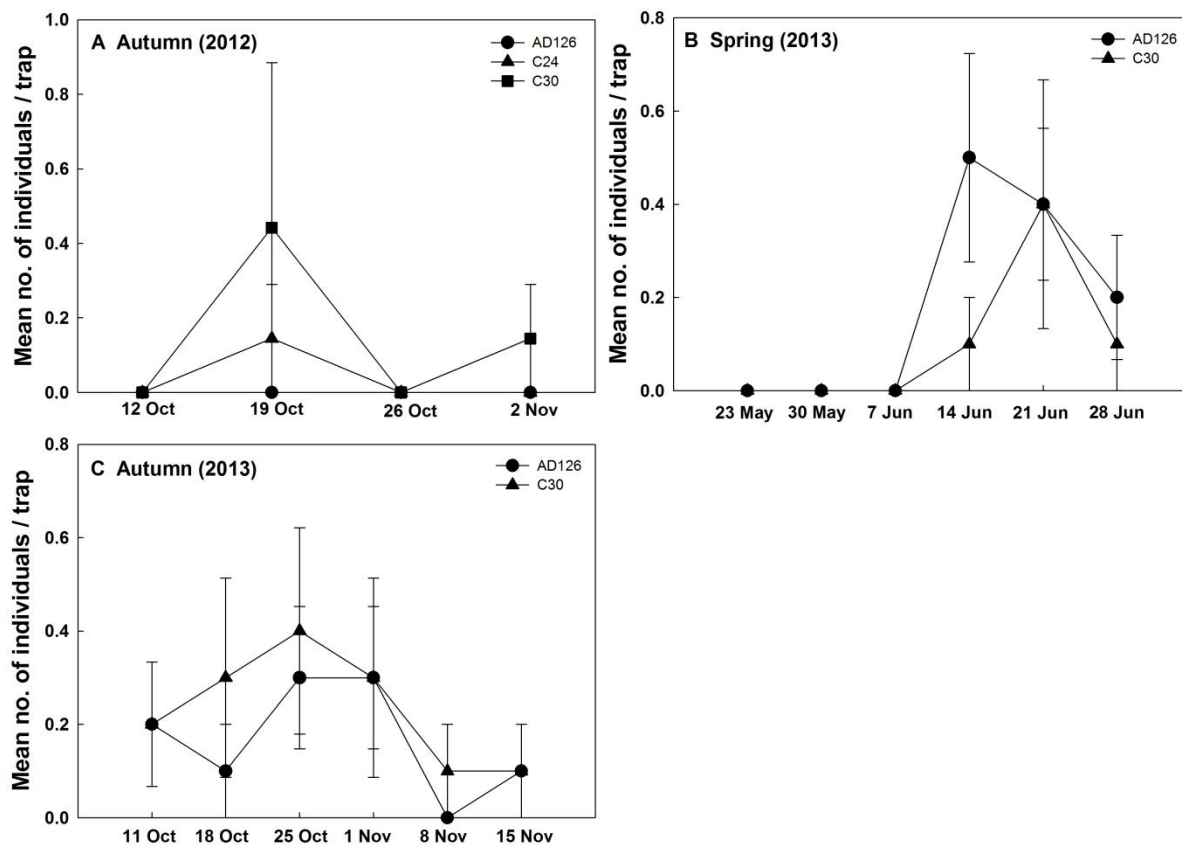 A Autumn (2012)
AD126
C24
C30
Mean no. of individuals / trap
1.0
0.8
0.6
0.4
0.2
0.0
12 Oct 19 Oct 26 Oct 2 Nov
B Spring (2013)
AD126
C30
Mean no. of individuals / trap
0.8
0.6
0.4
0.2
0.0
23 May 30 May 7 Jun 14 Jun 21 Jun 28 Jun
C Autumn (2013)
AD126
C30
Mean no. of individuals / trap
0.8
0.6
0.4
0.2
0.0
11 Oct 18 Oct 25 Oct 1 Nov 8 Nov 15 Nov